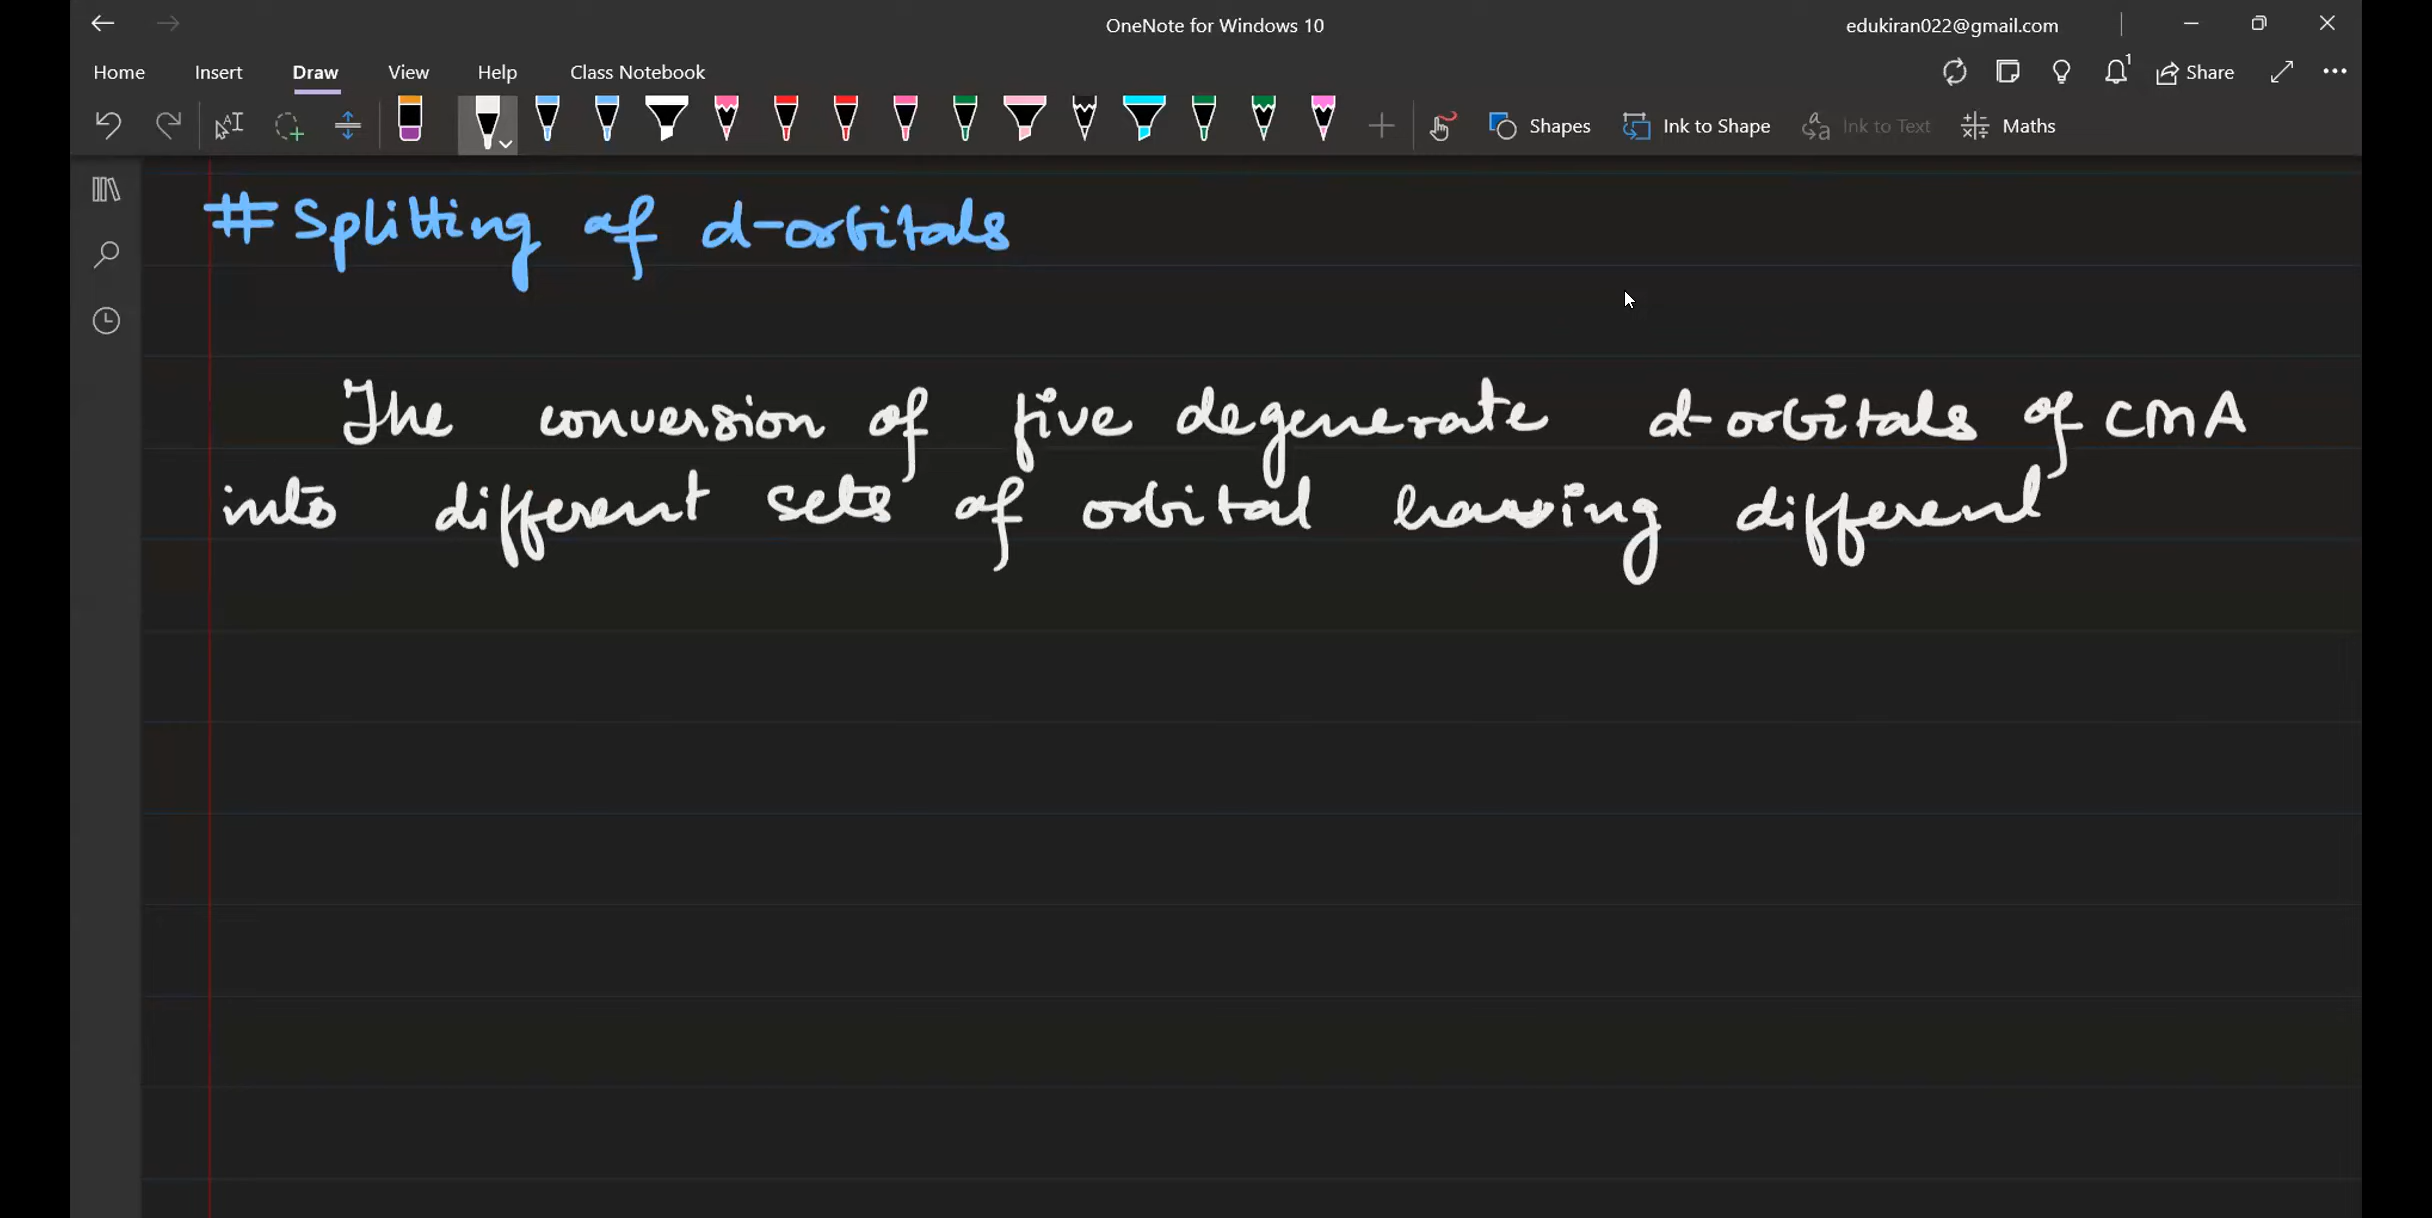 OneNote for Windows 10
edukiran022@gmail.com
Home Insert Draw View Help Class Notebook
Share
Shapes Ink to Shape Ink to Text Maths
#Splitting of d-orbitals
The conversion of five degenerate d-orbitals of CMA
into different sets of orbital having different